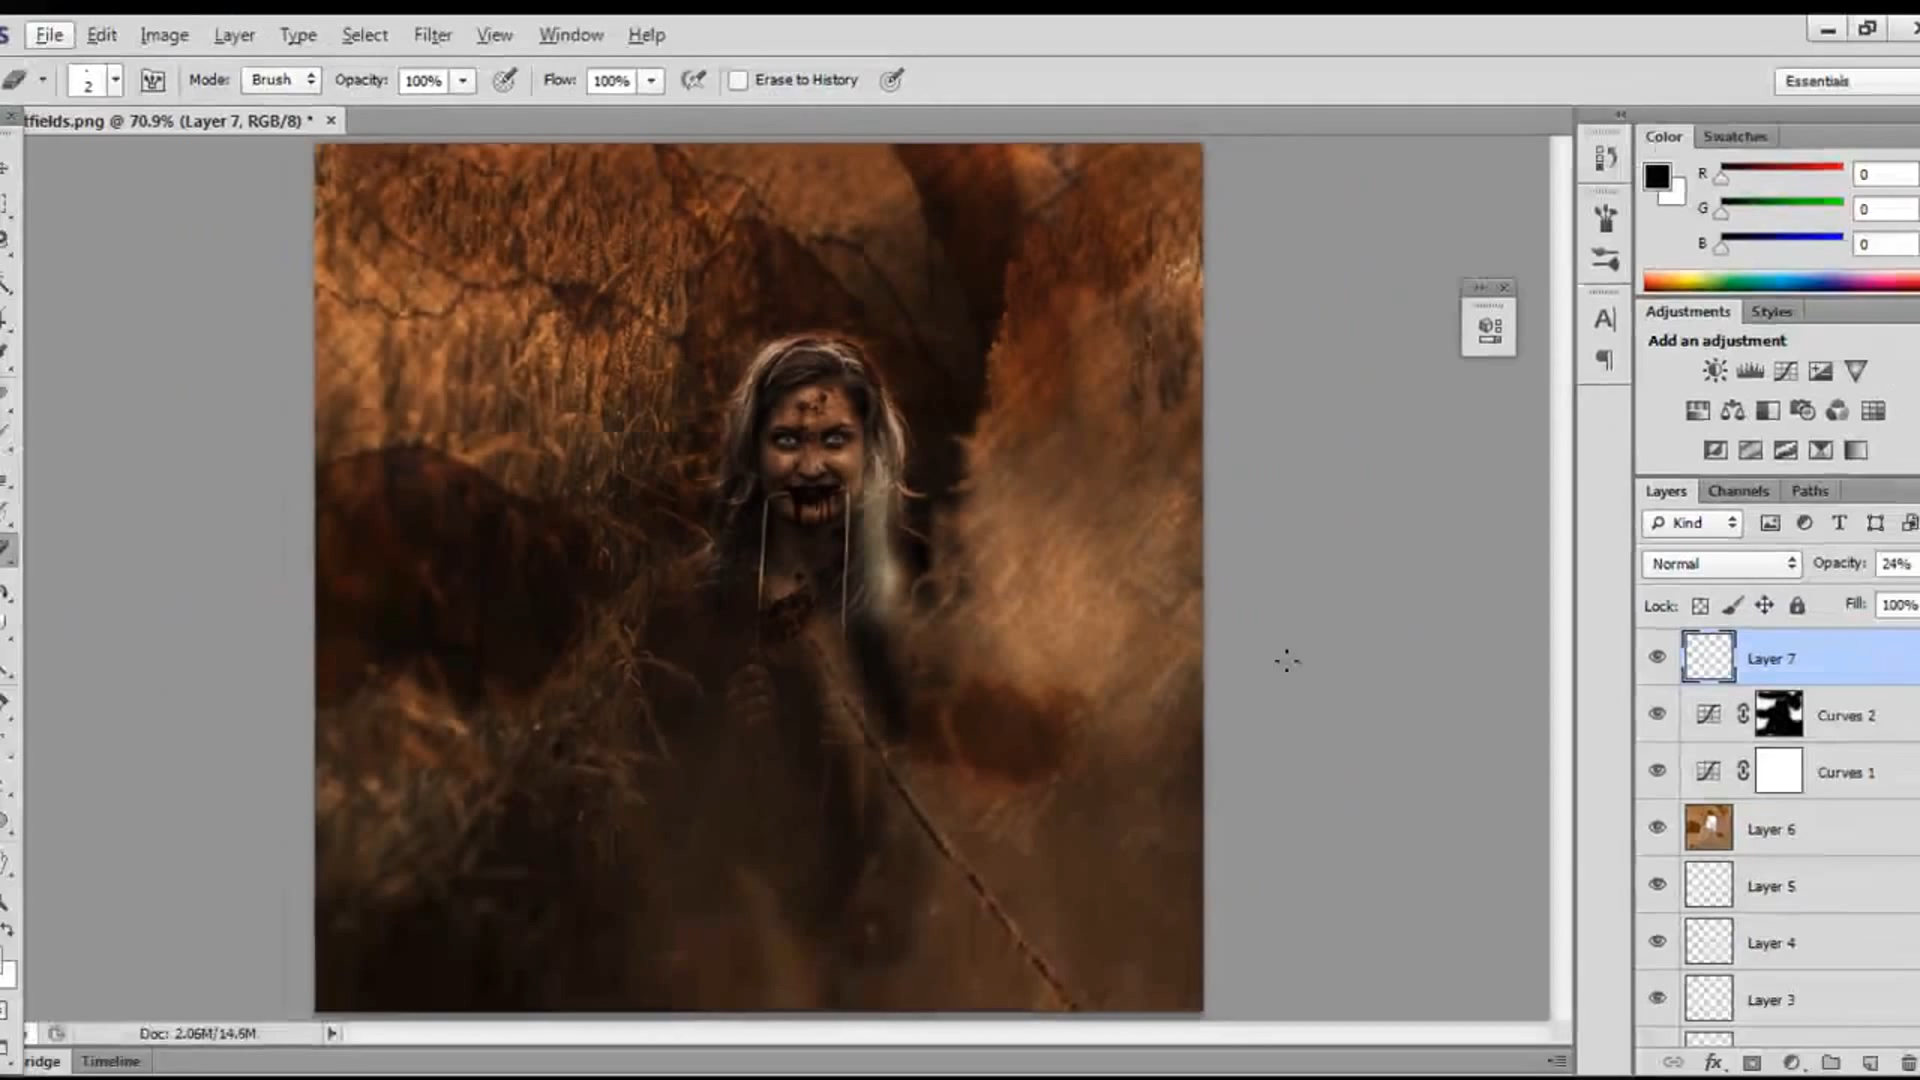 S File Edit Image Layer Type Select Filter View Window Help
2 Mode: Brush Opacity: 100% Flow: 100% Erase to History Essentials
tfields.png @ 70.9% (Layer 7, RGB/8) * ×
Color Swatches
R 0
G 0
B 0
Adjustments Styles
Add an adjustment
Layers Channels Paths
Kind
Normal Opacity: 24%
Lock: Fill: 100%
Layer 7
Curves 2
Curves 1
Layer 6
Layer 5
Layer 4
Layer 3
fx
Doc: 2.06M/14.6M
ridge Timeline